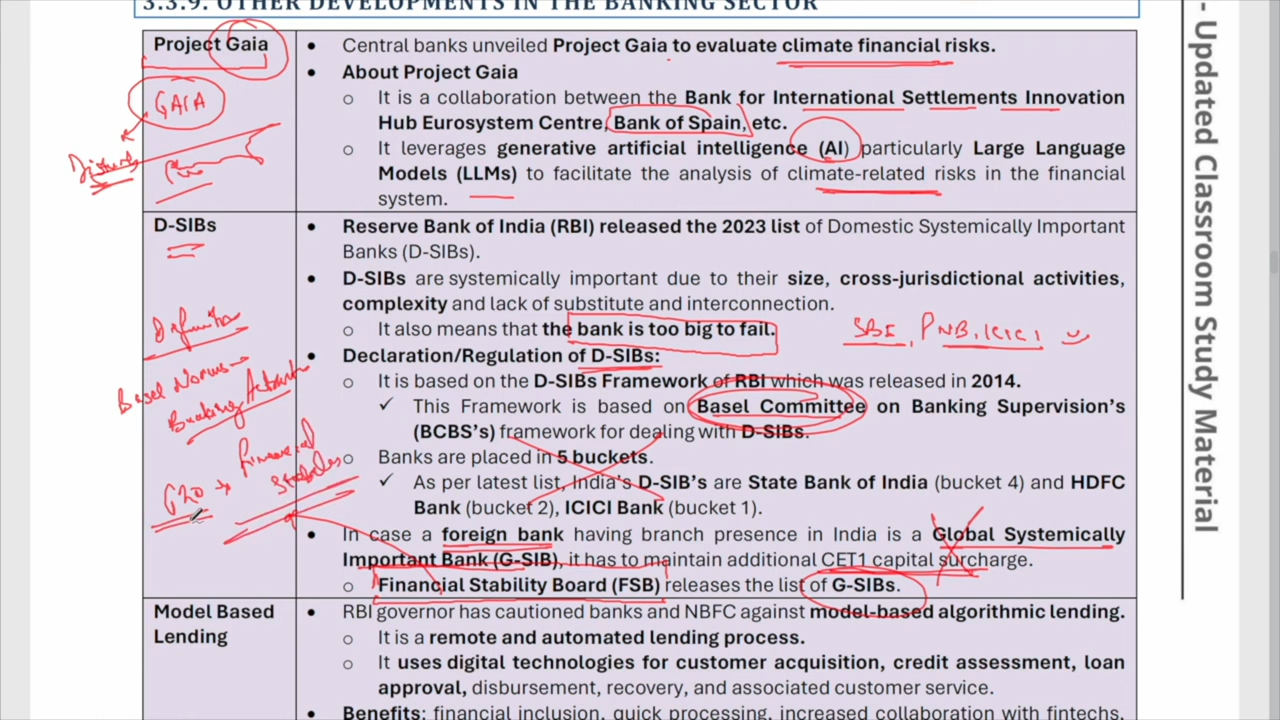 3.3.9. OTHER DEVELOPMENTS IN THE BANKING SECTOR
Project Gaia
• Central banks unveiled Project Gaia to evaluate climate financial risks.
• About Project Gaia
o It is a collaboration between the Bank for International Settlements Innovation
Hub Eurosystem Centre, Bank of Spain, etc.
o It leverages generative artificial intelligence (AI) particularly Large Language
Models (LLMs) to facilitate the analysis of climate-related risks in the financial
system.
GAIA
D-SIBs
• Reserve Bank of India (RBI) released the 2023 list of Domestic Systemically Important
Banks (D-SIBs).
• D-SIBs are systemically important due to their size, cross-jurisdictional activities,
complexity and lack of substitute and interconnection.
o It also means that the bank is too big to fail.
SBI, PNB, ICICI
• Declaration/Regulation of D-SIBs:
o It is based on the D-SIBs Framework of RBI which was released in 2014.
✓ This Framework is based on Basel Committee on Banking Supervision's
(BCBS's) framework for dealing with D-SIBs.
o Banks are placed in 5 buckets.
✓ As per latest list, India's D-SIB's are State Bank of India (bucket 4) and HDFC
Bank (bucket 2), ICICI Bank (bucket 1).
• In case a foreign bank having branch presence in India is a Global Systemically
Important Bank (G-SIB), it has to maintain additional CET1 capital surcharge.
o Financial Stability Board (FSB) releases the list of G-SIBs.
Definition
Basel Norms
Banking
G20 → Financial
Model Based
Lending
• RBI governor has cautioned banks and NBFC against model-based algorithmic lending.
o It is a remote and automated lending process.
o It uses digital technologies for customer acquisition, credit assessment, loan
approval, disbursement, recovery, and associated customer service.
• Benefits: financial inclusion, quick processing, increased collaboration with fintechs,
- Updated Classroom Study Material